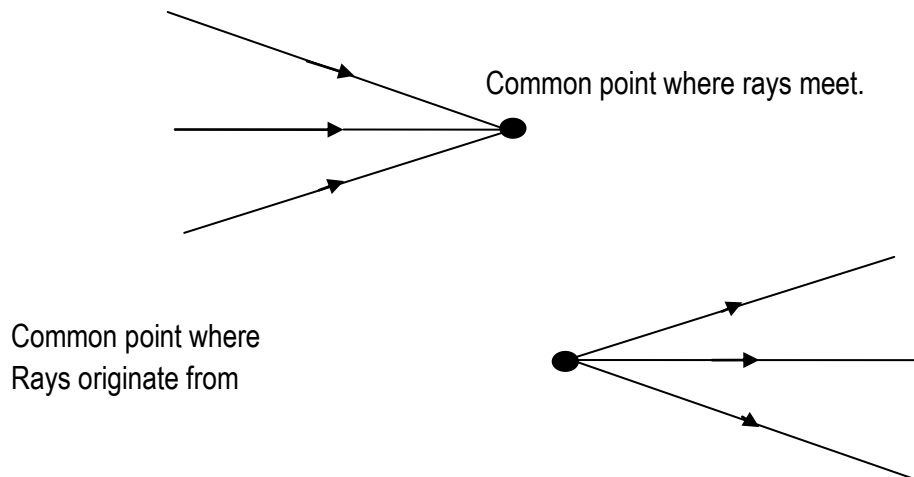 Common point where rays meet.
Common point where
Rays originate from